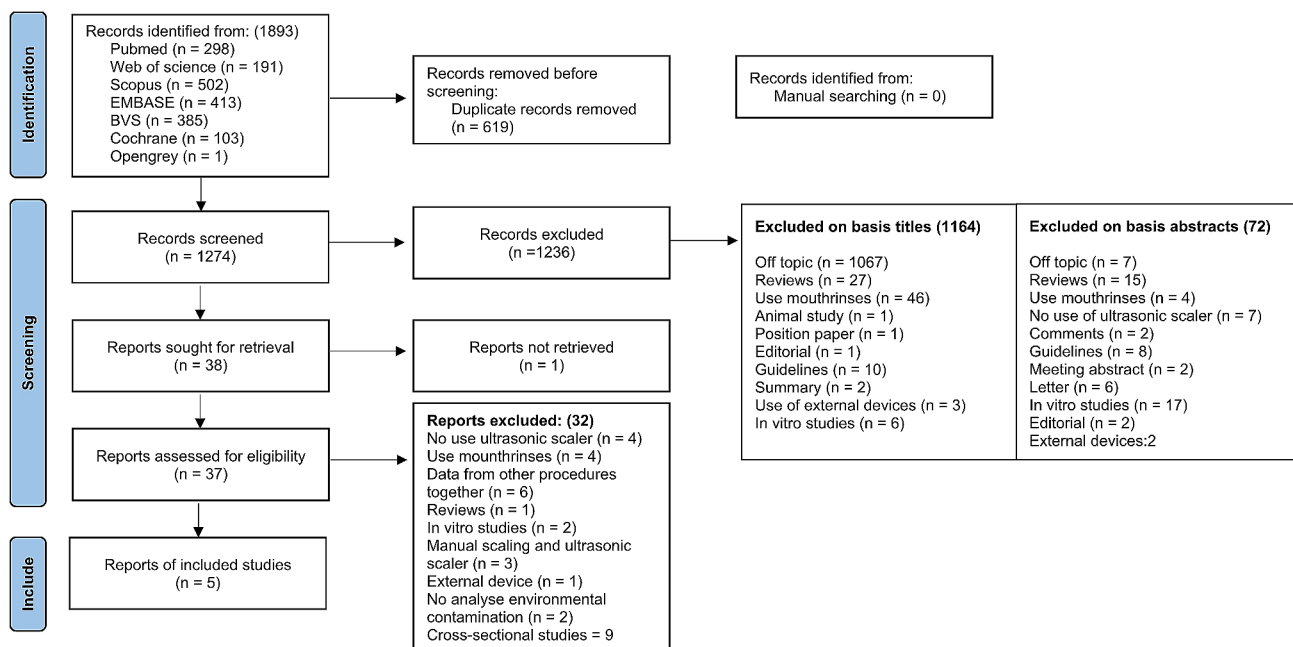 Identification
Records identified from: (1893)
Pubmed (n = 298)
Web of science (n = 191)
Scopus (n = 502)
EMBASE (n = 413)
BVS (n = 385)
Cochrane (n = 103)
Opengrey (n = 1)
Records removed before
screening:
Duplicate records removed
(n = 619)
Records identified from:
Manual searching (n = 0)
Screening
Records screened
(n = 1274)
Records excluded
(n =1236)
Excluded on basis titles (1164)
Off topic (n = 1067)
Reviews (n = 27)
Use mouthrinses (n = 46)
Animal study (n = 1)
Position paper (n = 1)
Editorial (n = 1)
Guidelines (n = 10)
Summary (n = 2)
Use of external devices (n = 3)
In vitro studies (n = 6)
Excluded on basis abstracts (72)
Off topic (n = 7)
Reviews (n = 15)
Use mouthrinses (n = 4)
No use of ultrasonic scaler (n = 7)
Comments (n = 2)
Guidelines (n = 8)
Meeting abstract (n = 2)
Letter (n = 6)
In vitro studies (n = 17)
Editorial (n = 2)
External devices:2
Reports sought for retrieval
(n = 38)
Reports not retrieved
(n = 1)
Reports assessed for eligibility
(n = 37)
Reports excluded: (32)
No use ultrasonic scaler (n = 4)
Use mounthrinses (n = 4)
Data from other procedures
together (n = 6)
Reviews (n = 1)
In vitro studies (n = 2)
Manual scaling and ultrasonic
scaler (n = 3)
External device (n = 1)
No analyse environmental
contamination (n = 2)
Cross-sectional studies = 9
Include
Reports of included studies
(n = 5)